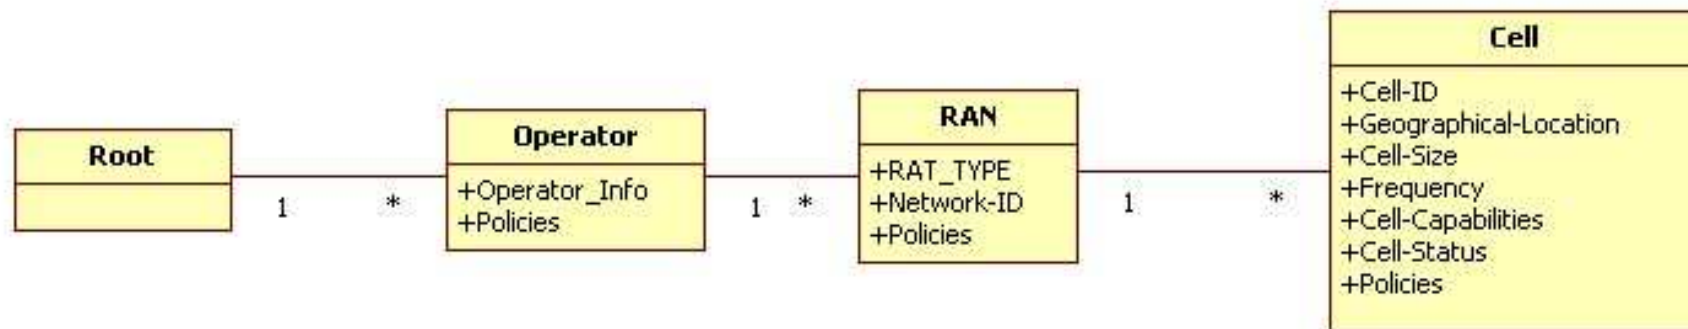 Root
1
*
Operator
+Operator_Info
+Policies
1
*
RAN
+RAT_TYPE
+Network-ID
+Policies
1
*
Cell
+Cell-ID
+Geographical-Location
+Cell-Size
+Frequency
+Cell-Capabilities
+Cell-Status
+Policies